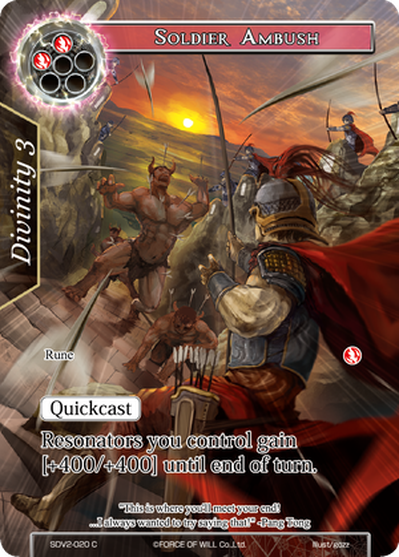 Soldier Ambush
Divinity 3
Rune
Quickcast
Resonators you control gain
[+400/+400] until end of turn.
"This is where you'll meet your end!"
...I always wanted to try saying that!" -Pang Tong
SDV2-020 C
©FORCE OF WILL Co.,Ltd.
Illust/kozz